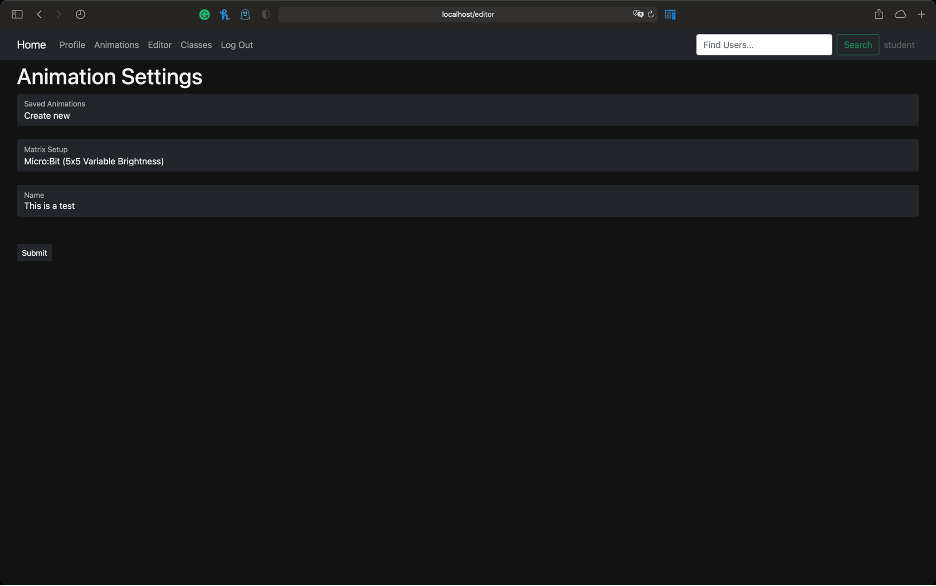 localhost/editor
Home Profile Animations Editor Classes Log Out Find Users... Search student
Animation Settings
Saved Animations
Create new
Matrix Setup
Micro:Bit (5x5 Variable Brightness)
Name
This is a test
Submit